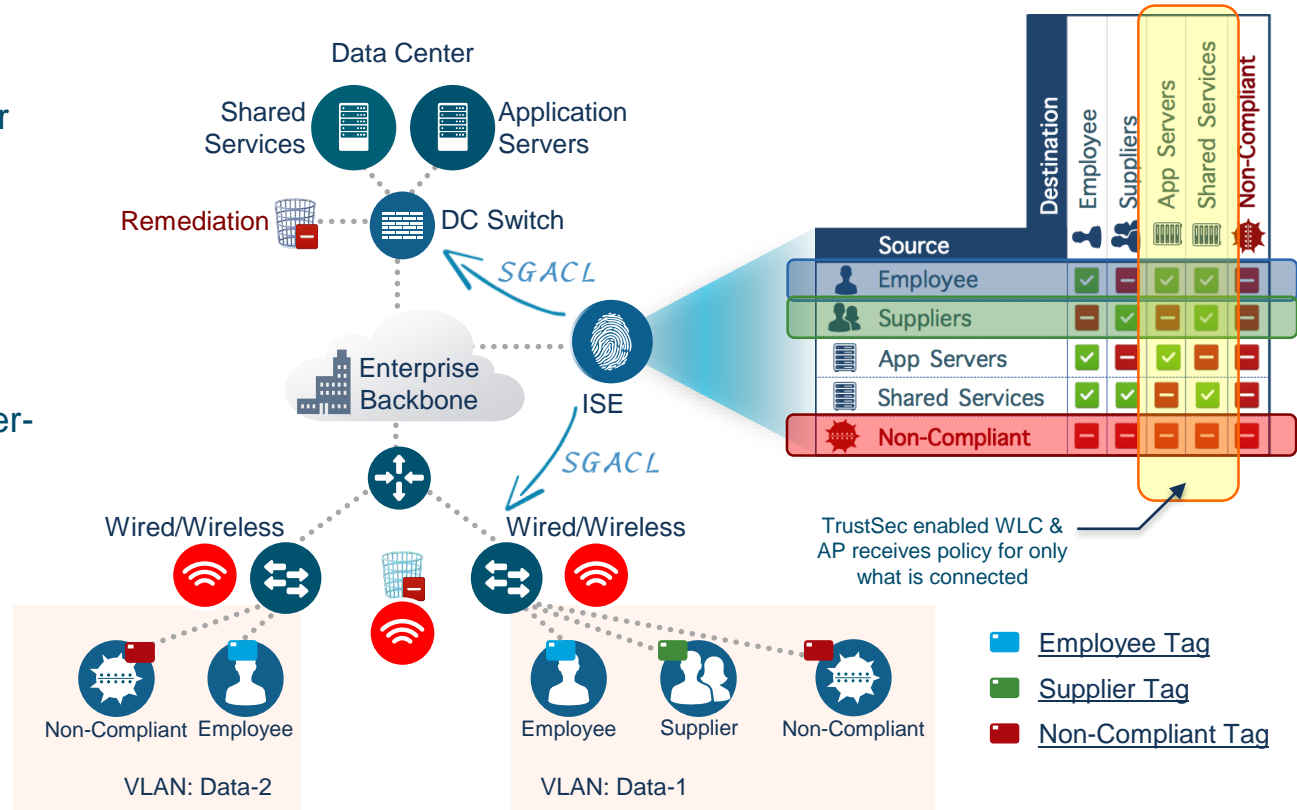 r
er-
Data Center
Shared
Services
Application
Servers
Remediation
DC Switch
SGACL
Enterprise
Backbone
ISE
SGACL
Wired/Wireless
Wired/Wireless
Non-Compliant
Employee
Employee
Supplier
Non-Compliant
VLAN: Data-2
VLAN: Data-1
Destination
Employee
Suppliers
App Servers
Shared Services
Non-Compliant
Source
Employee
Suppliers
App Servers
Shared Services
Non-Compliant
TrustSec enabled WLC &
AP receives policy for only
what is connected
Employee Tag
Supplier Tag
Non-Compliant Tag